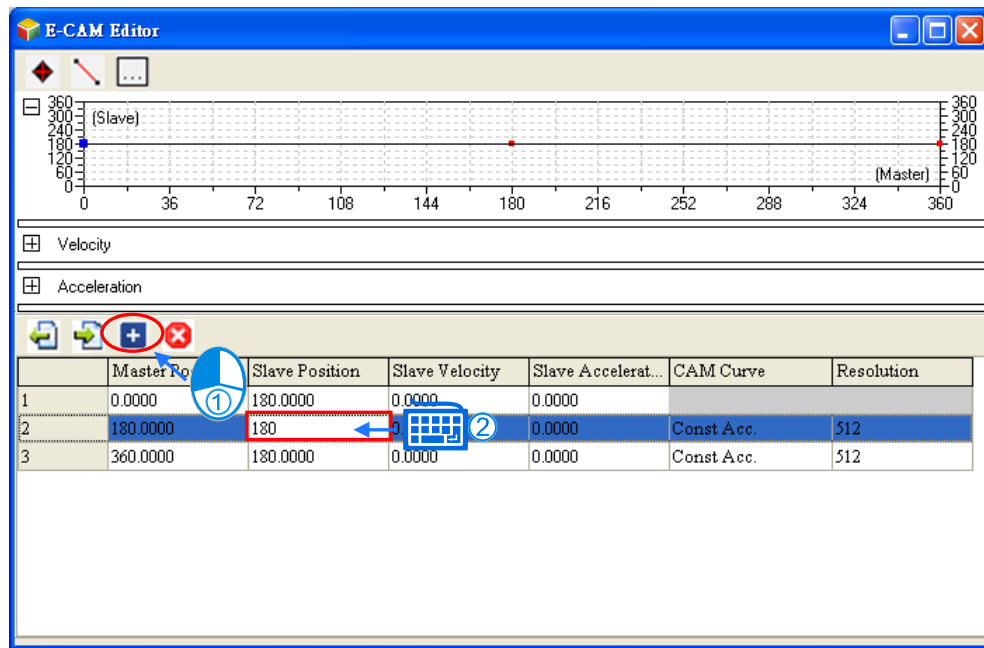 E-CAM Editor
...
360 360
300 (Slave) 300
240 240
180 180
120 120
60 (Master) 60
0 0
0 36 72 108 144 180 216 252 288 324 360
Velocity
Acceleration
Slave Position Slave Velocity Slave Accelerat... CAM Curve Resolution
1 0.0000 180.0000 0.0000 0.0000
①
2 180.0000 180 0.0000 Const Acc. 512
②
3 360.0000 180.0000 0.0000 0.0000 Const Acc. 512